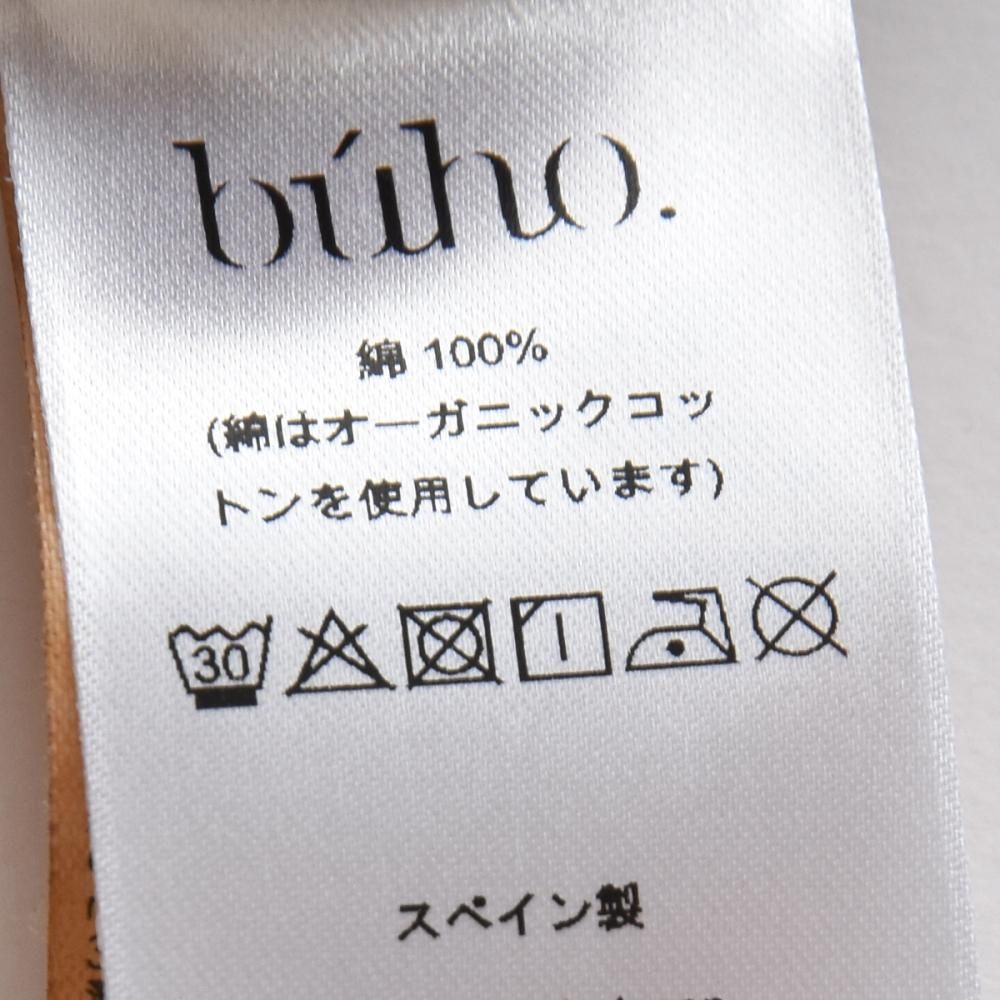 búho.
綿 100%
(綿はオーガニックコッ
トンを使用しています)
30
スペイン製